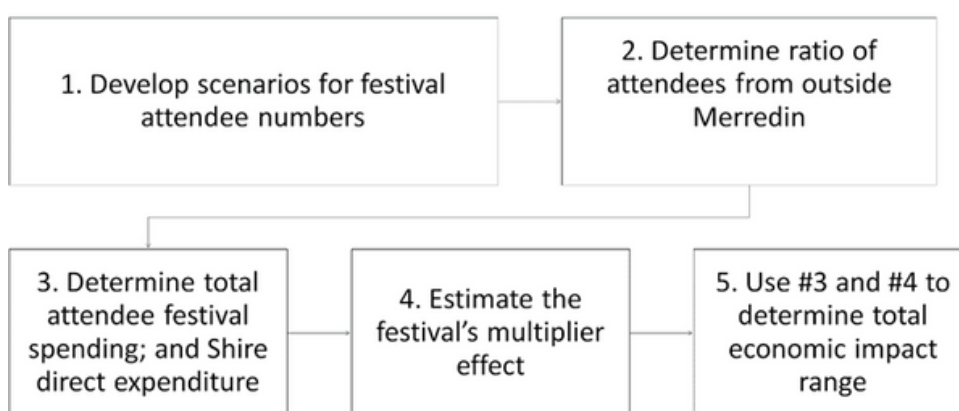 1. Develop scenarios for festival
attendee numbers
2. Determine ratio of
attendees from outside
Merredin
3. Determine total
attendee festival
spending; and Shire
direct expenditure
4. Estimate the
festival's multiplier
effect
5. Use #3 and #4 to
determine total
economic impact
range